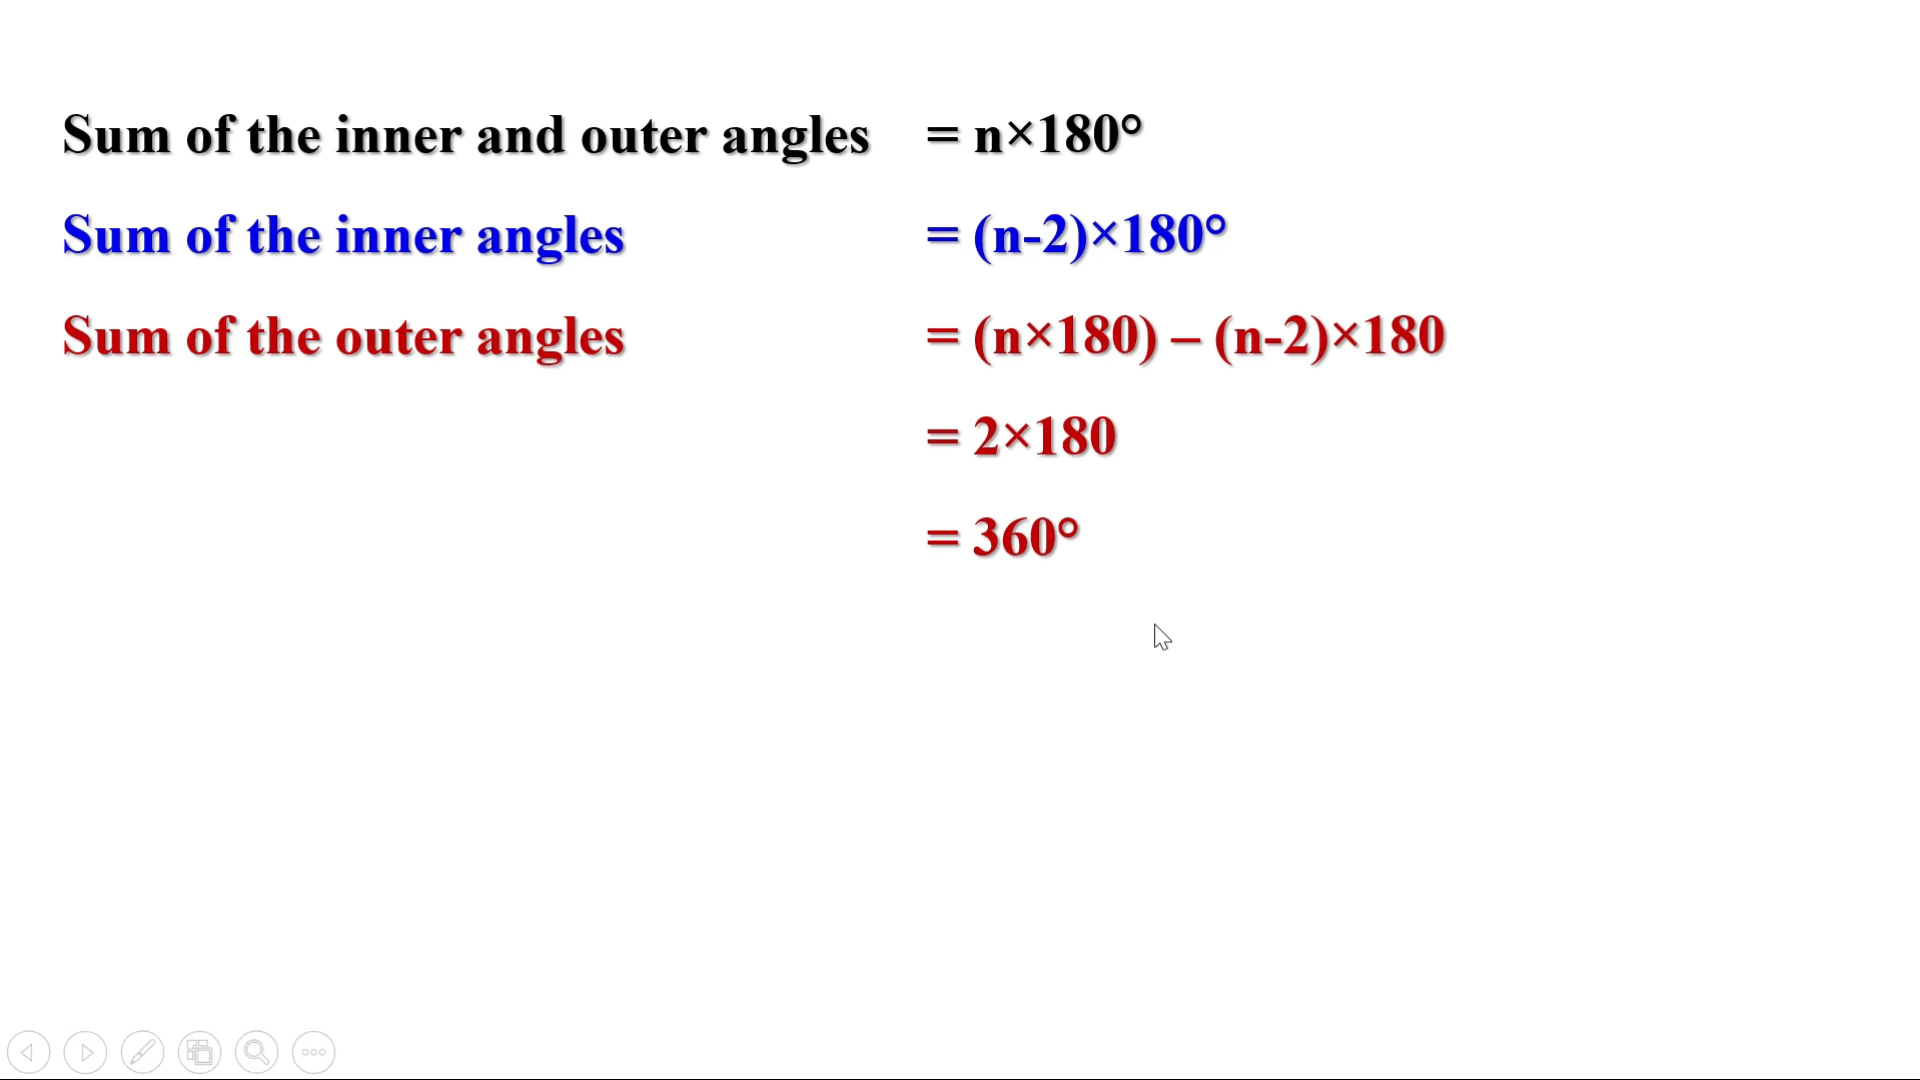 Sum of the inner and outer angles = n×180°
Sum of the inner angles = (n-2)×180°
Sum of the outer angles = (n×180) – (n-2)×180
= 2×180
= 360°